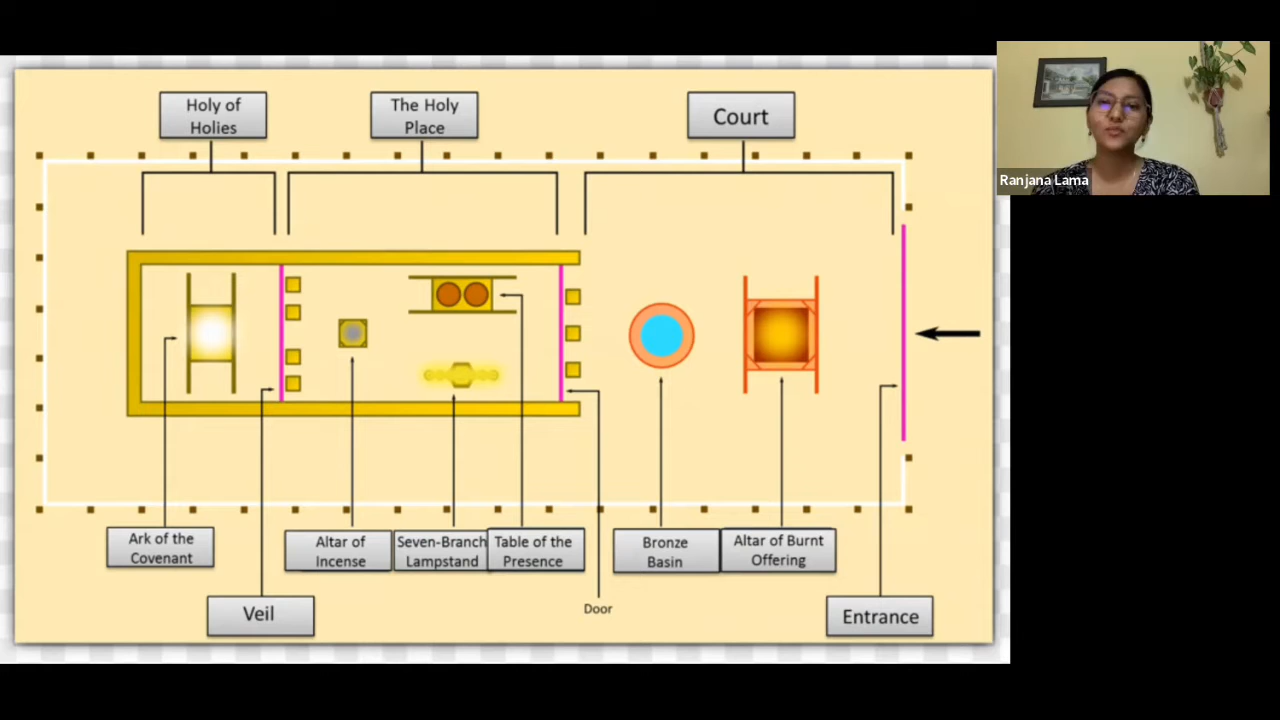 Holy of
Holies
The Holy
Place
Court
Ranjana Lama
Ark of the
Covenant
Altar of
Incense
Seven-Branch
Lampstand
Table of the
Presence
Bronze
Basin
Altar of Burnt
Offering
Veil
Door
Entrance